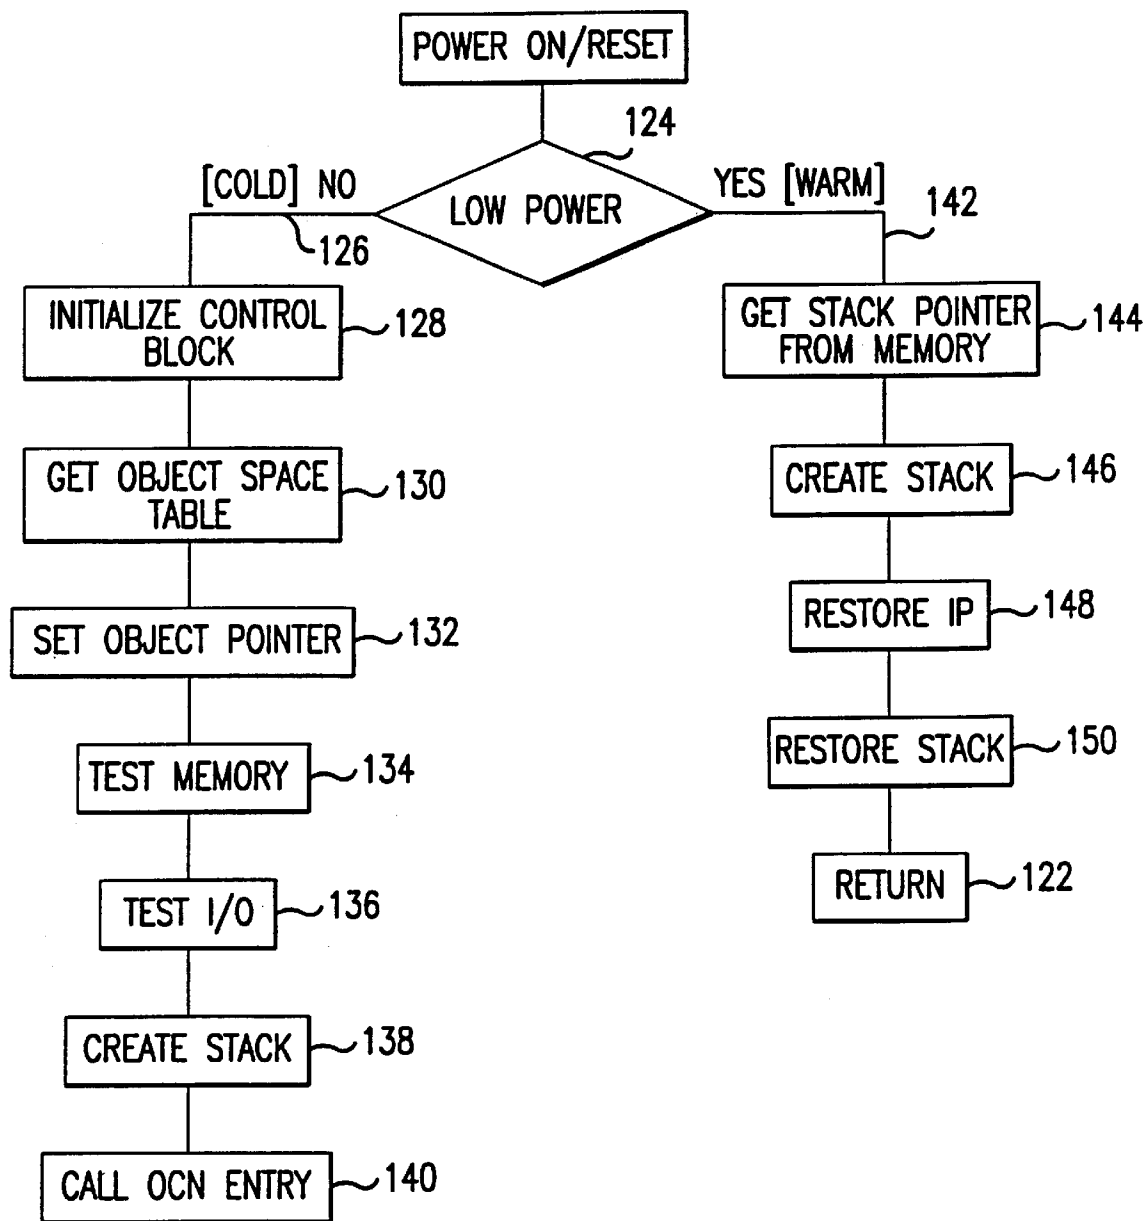 POWER ON/RESET
124
[COLD] NO
LOW POWER
YES [WARM]
126
142
INITIALIZE CONTROL
BLOCK
128
GET OBJECT SPACE
TABLE
130
SET OBJECT POINTER
132
TEST MEMORY
134
TEST I/O
136
CREATE STACK
138
CALL OCN ENTRY
140
GET STACK POINTER
FROM MEMORY
144
CREATE STACK
146
RESTORE IP
148
RESTORE STACK
150
RETURN
122